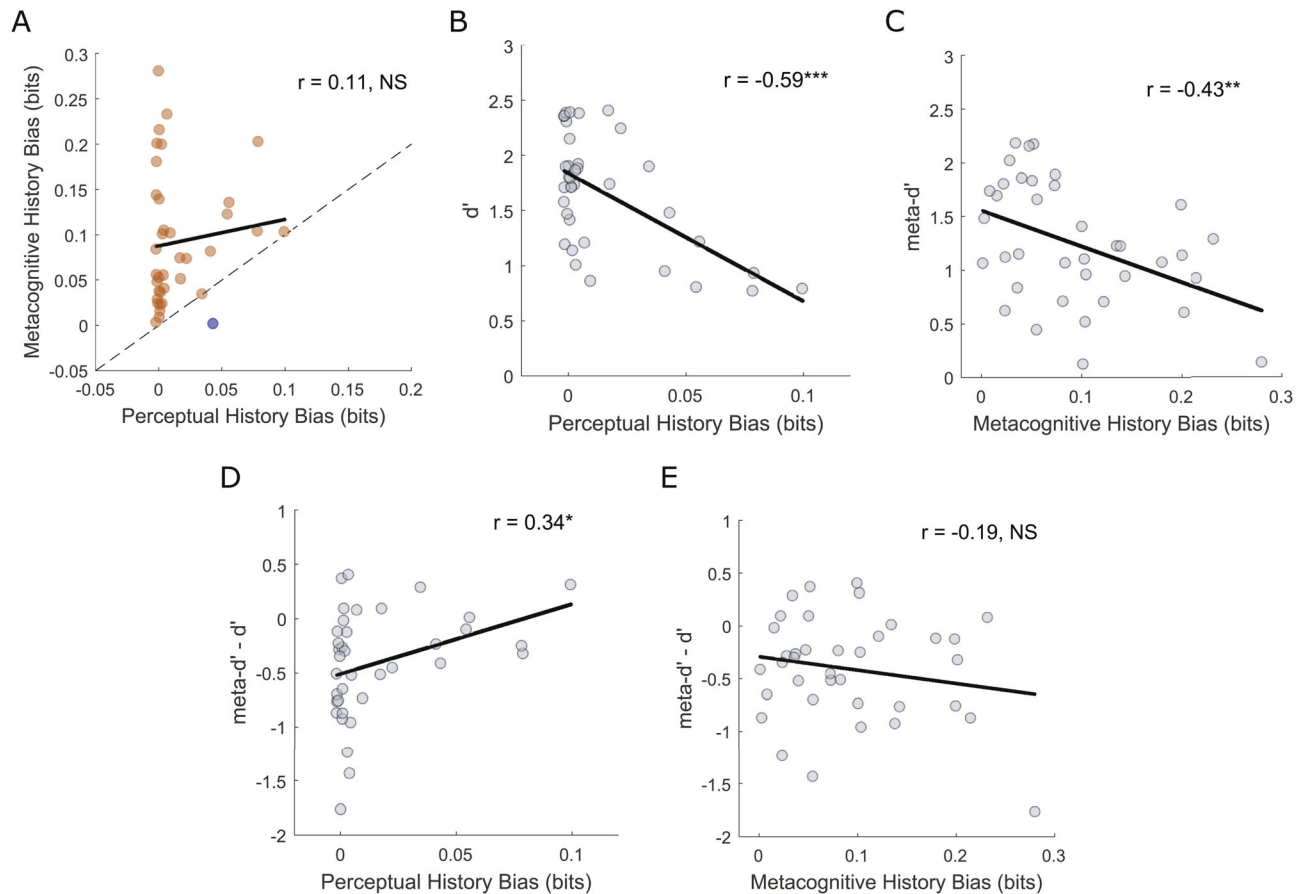 A
r = 0.11, NS
Metacognitive History Bias (bits)
0.3
0.25
0.2
0.15
0.1
0.05
0
-0.05
-0.05
0
0.05
0.1
0.15
0.2
Perceptual History Bias (bits)
B
r = -0.59***
d'
3
2.5
2
1.5
1
0.5
0
0
0.05
0.1
Perceptual History Bias (bits)
C
r = -0.43**
meta-d'
3
2.5
2
1.5
1
0.5
0
0
0.1
0.2
0.3
Metacognitive History Bias (bits)
D
r = 0.34*
meta-d' - d'
1
0.5
0
-0.5
-1
-1.5
-2
0
0.05
0.1
Perceptual History Bias (bits)
E
r = -0.19, NS
meta-d' - d'
1
0.5
0
-0.5
-1
-1.5
-2
0
0.1
0.2
0.3
Metacognitive History Bias (bits)